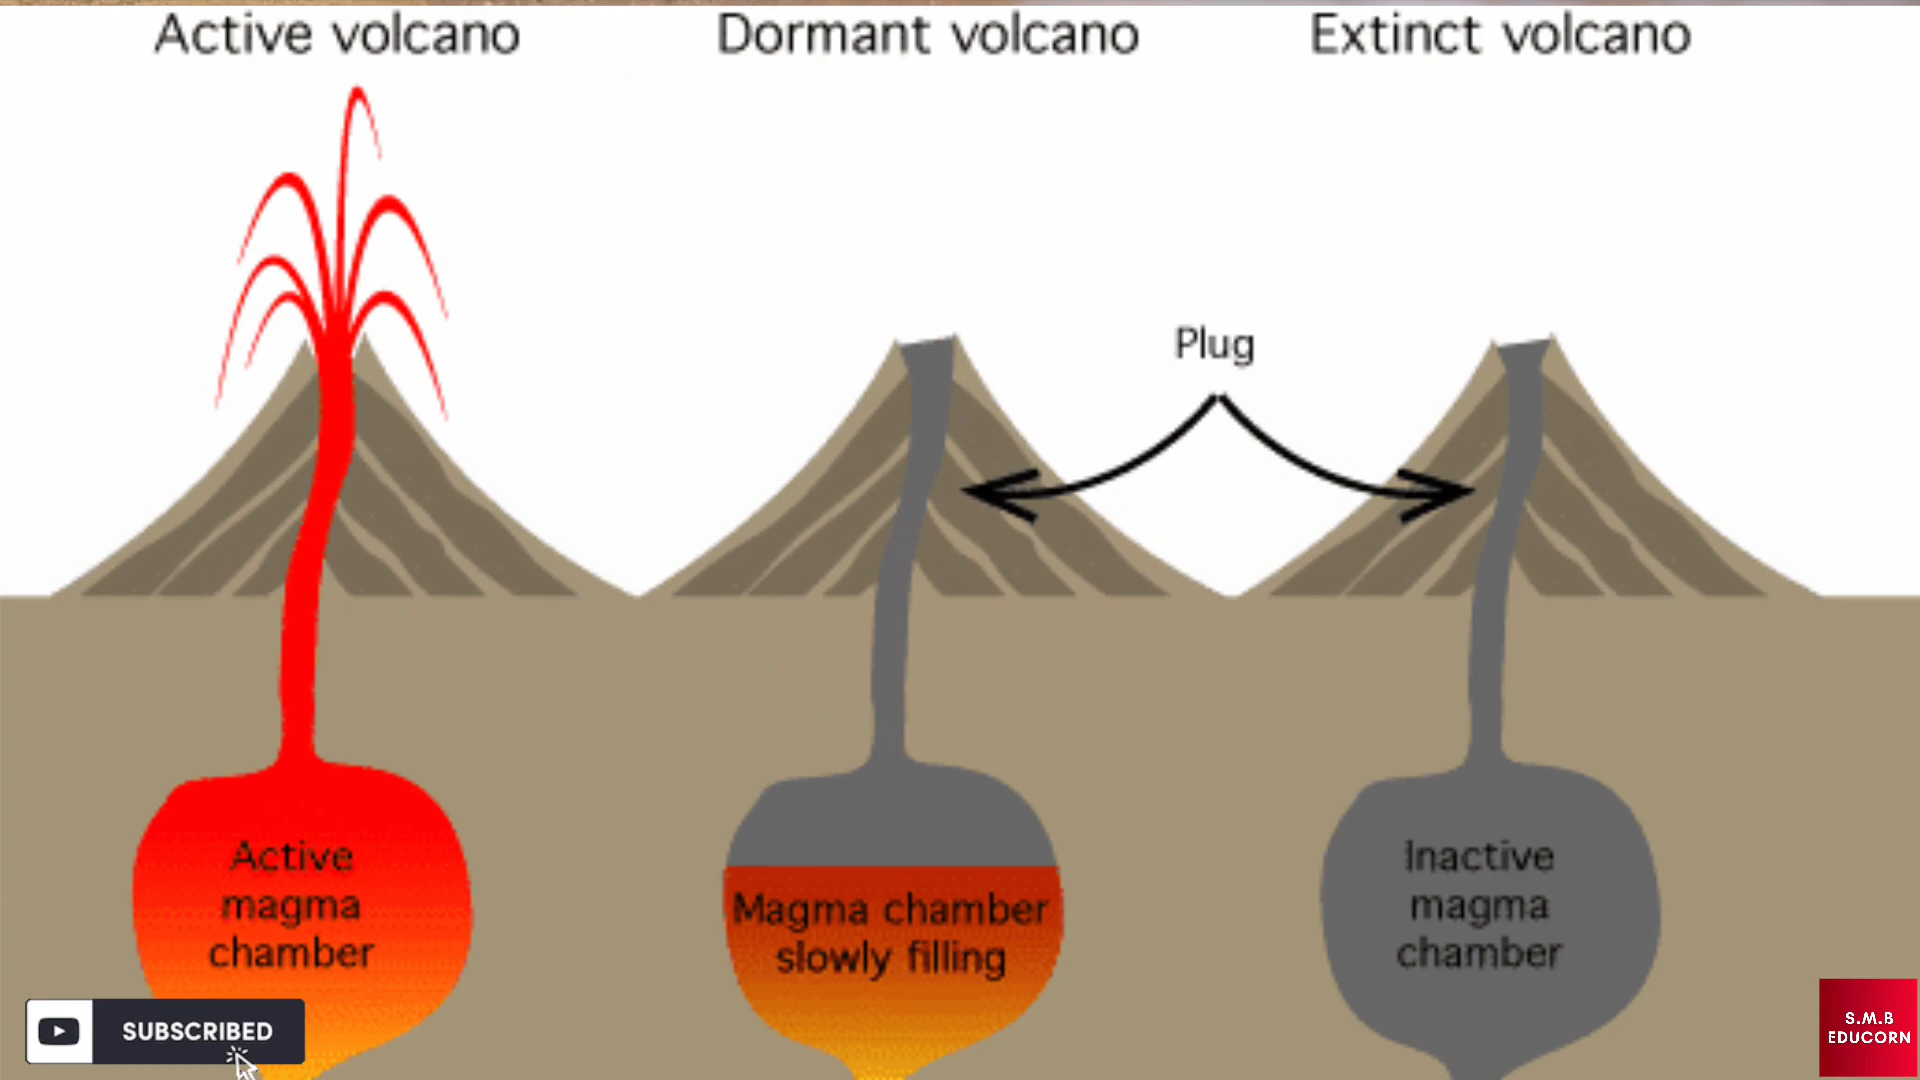 Active volcano
Dormant volcano
Extinct volcano
Plug
Active
magma
chamber
Magma chamber
slowly filling
Inactive
magma
chamber
SUBSCRIBED
S.M.B
EDUCORN